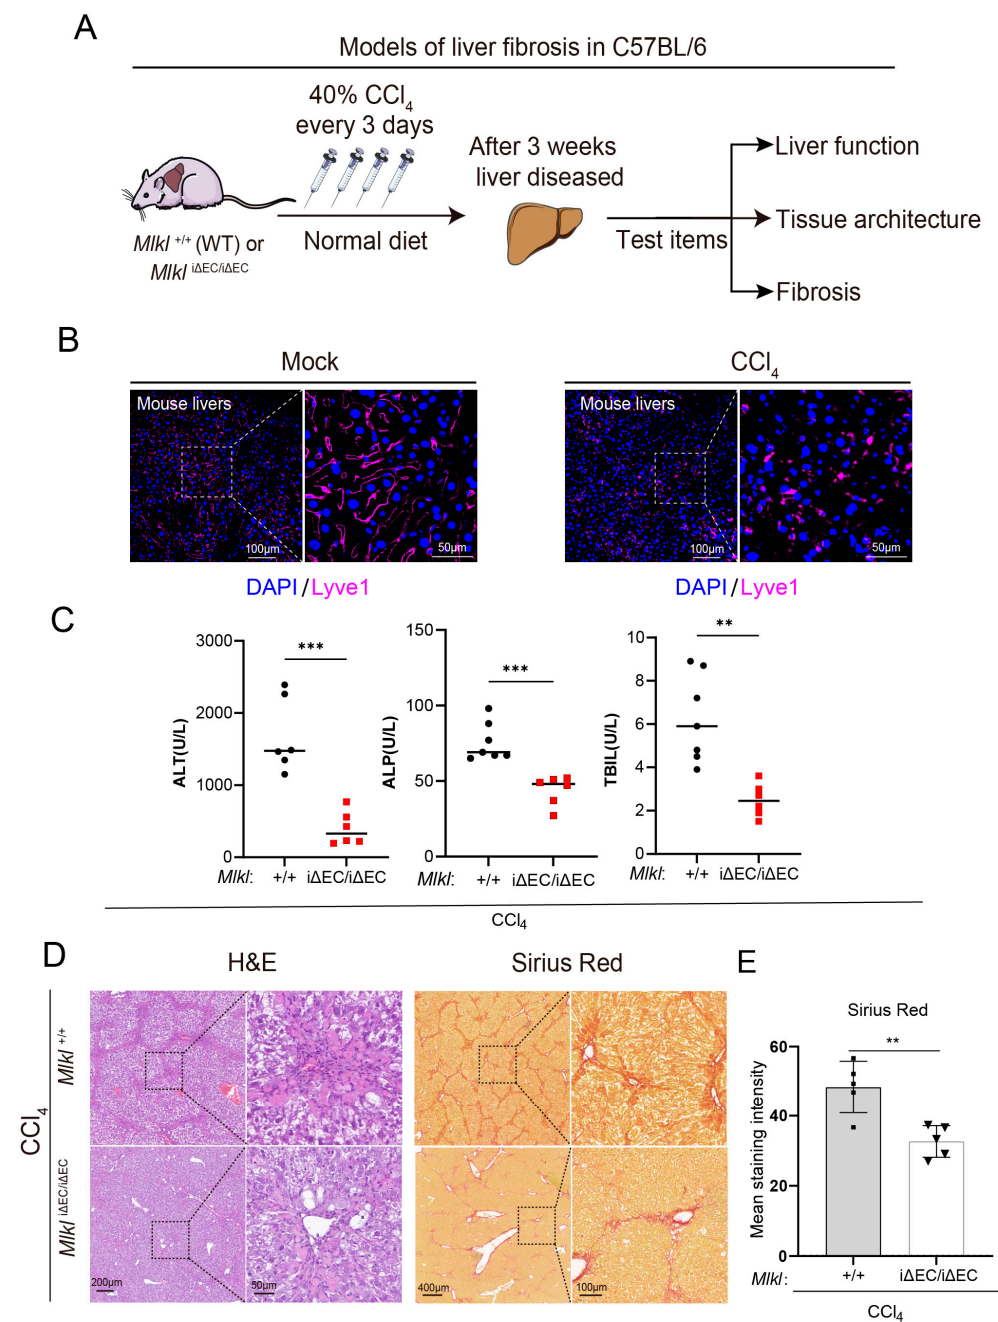 A
Models of liver fibrosis in C57BL/6
40% CCl4
every 3 days
Normal diet
Mlkl +/+ (WT) or
Mlkl iΔEC/iΔEC
After 3 weeks
liver diseased
Test items
Liver function
Tissue architecture
Fibrosis
B
Mock
CCl4
Mouse livers
100μm
50μm
Mouse livers
100μm
50μm
DAPI/Lyve1
DAPI/Lyve1
C
ALT(U/L)
3000
2000
1000
0
***
Mlkl: +/+ iΔEC/iΔEC
ALP(U/L)
150
100
50
0
***
Mlkl: +/+ iΔEC/iΔEC
TBIL(U/L)
10
8
6
4
2
0
**
Mlkl: +/+ iΔEC/iΔEC
CCl4
D
H&E
Sirius Red
CCl4
Mlkl +/+
Mlkl iΔEC/iΔEC
200μm
50μm
400μm
100μm
E
Sirius Red
**
Mean staining intensity
60
40
20
0
Mlkl: +/+ iΔEC/iΔEC
CCl4